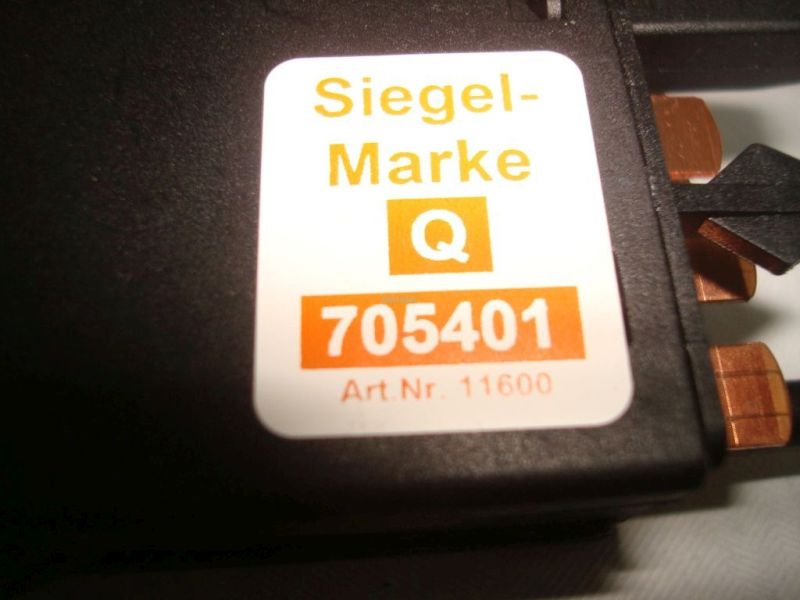 Siegel-
Marke
Q
705401
Art.Nr. 11600